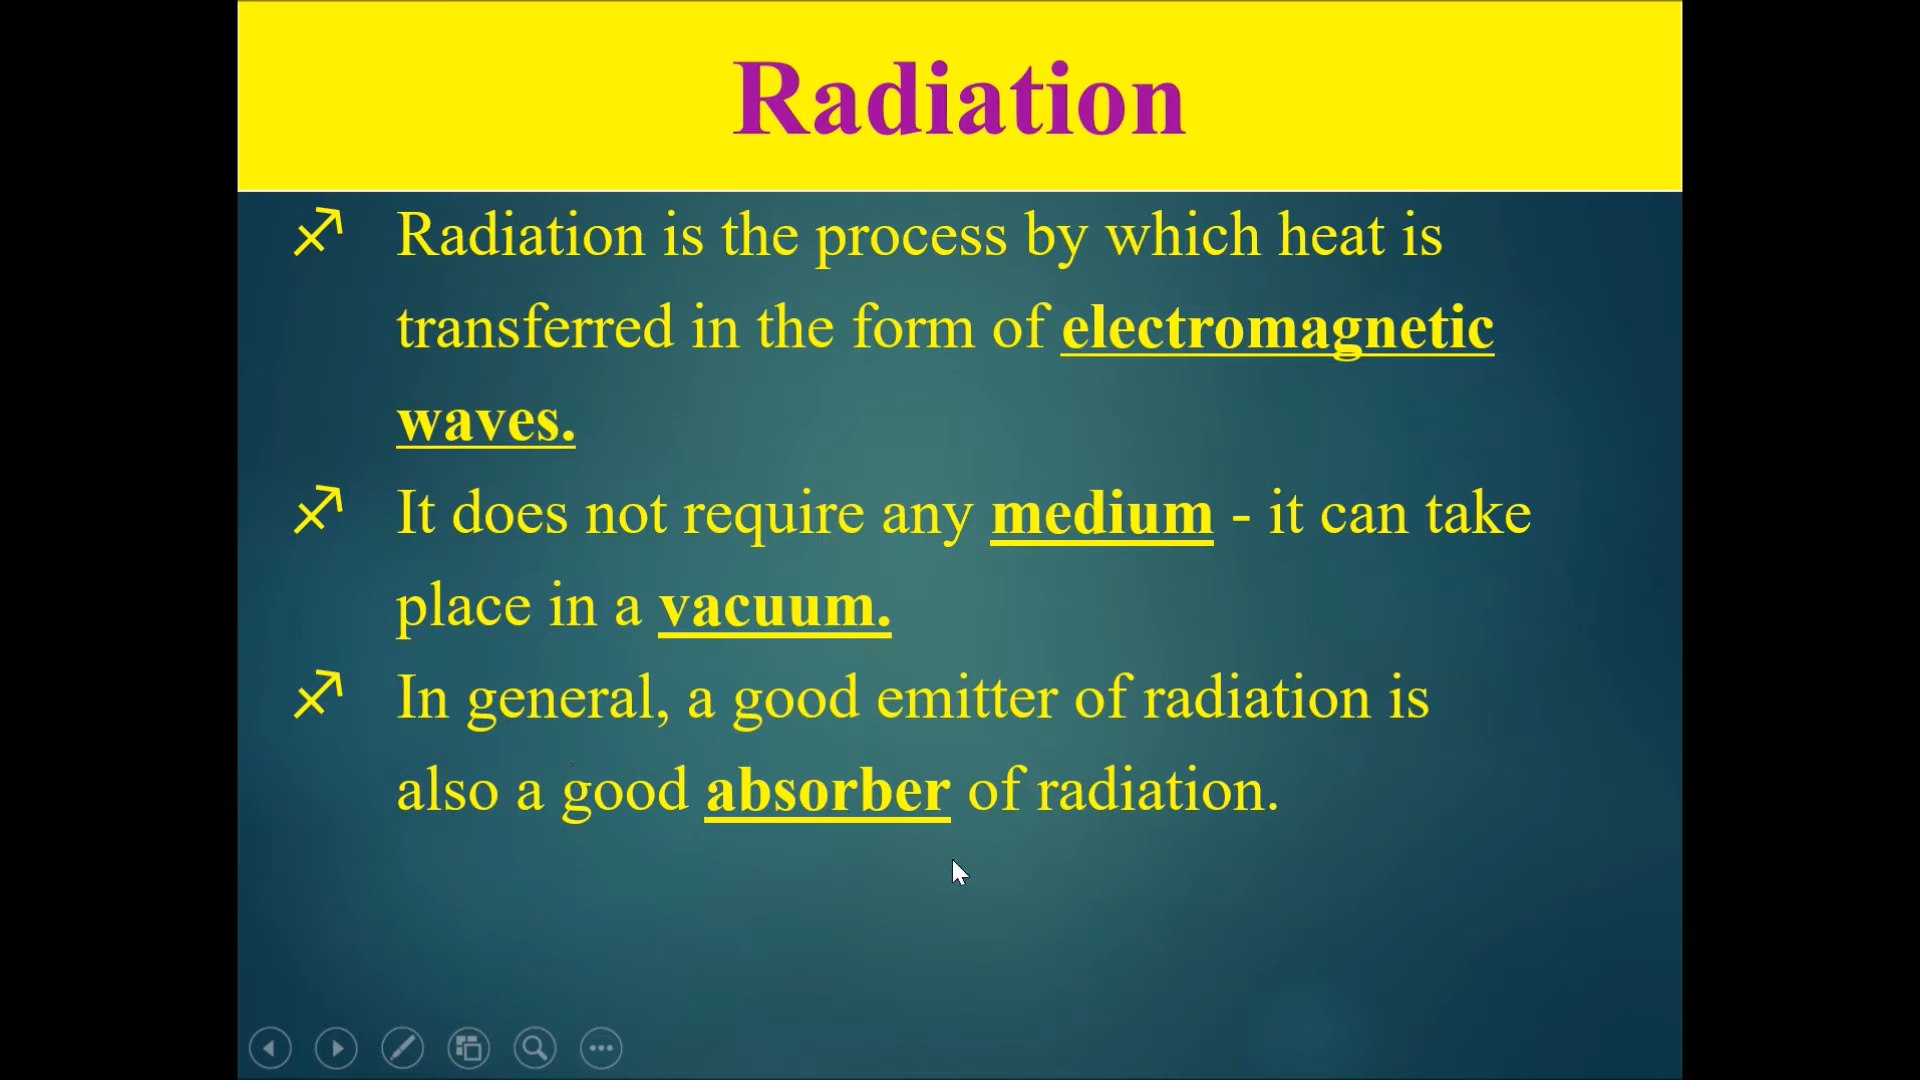 Radiation
Radiation is the process by which heat is
transferred in the form of electromagnetic
waves.
It does not require any medium - it can take
place in a vacuum.
In general, a good emitter of radiation is
also a good absorber of radiation.